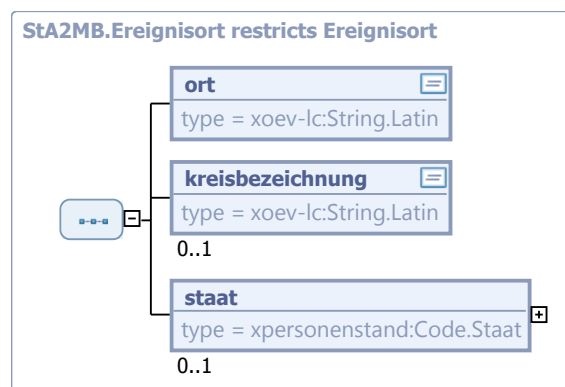 StA2MB.Ereignisort restricts Ereignisort
ort
type = xoev-lc:String.Latin
kreisbezeichnung
type = xoev-lc:String.Latin
0..1
staat
type = xpersonenstand:Code.Staat
0..1